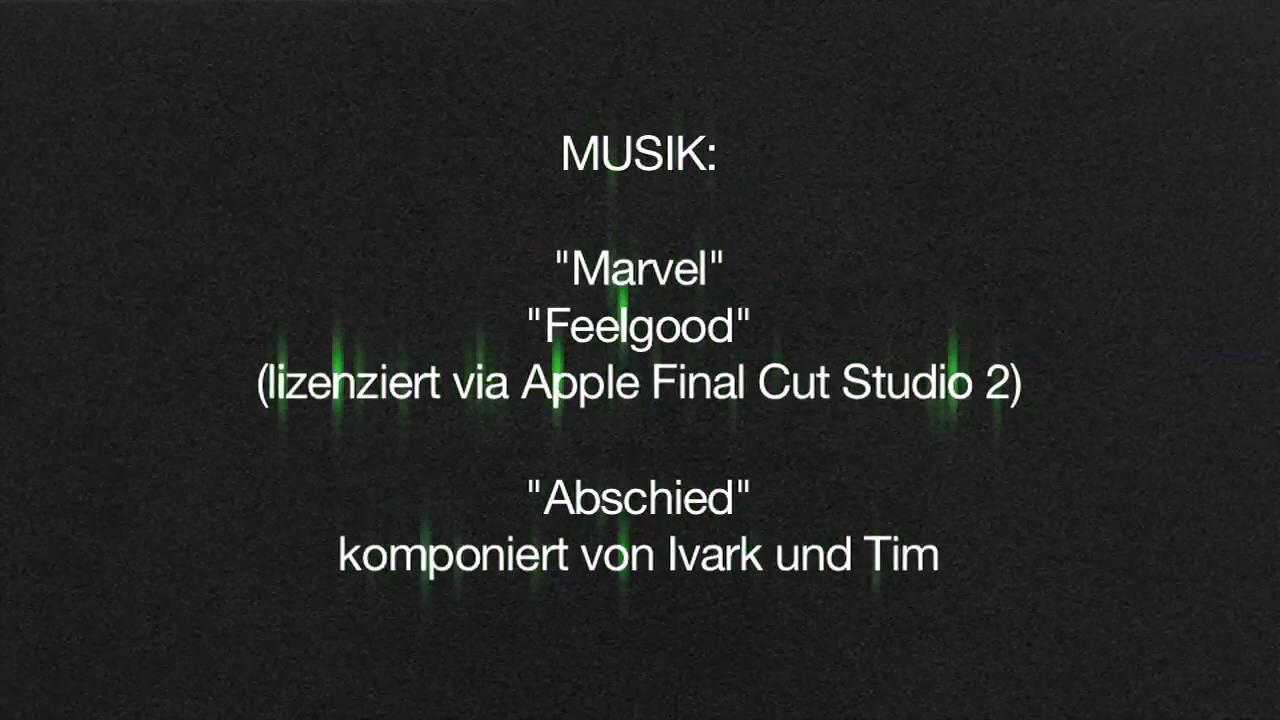 MUSIK:
"Marvel"
"Feelgood"
(lizenziert via Apple Final Cut Studio 2)
"Abschied"
komponiert von Ivark und Tim